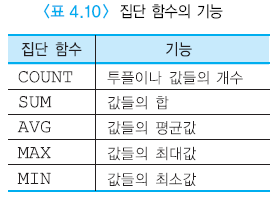 〈표 4.10〉 집단 함수의 기능
집단 함수 기능
COUNT 투플이나 값들의 개수
SUM 값들의 합
AVG 값들의 평균값
MAX 값들의 최대값
MIN 값들의 최소값